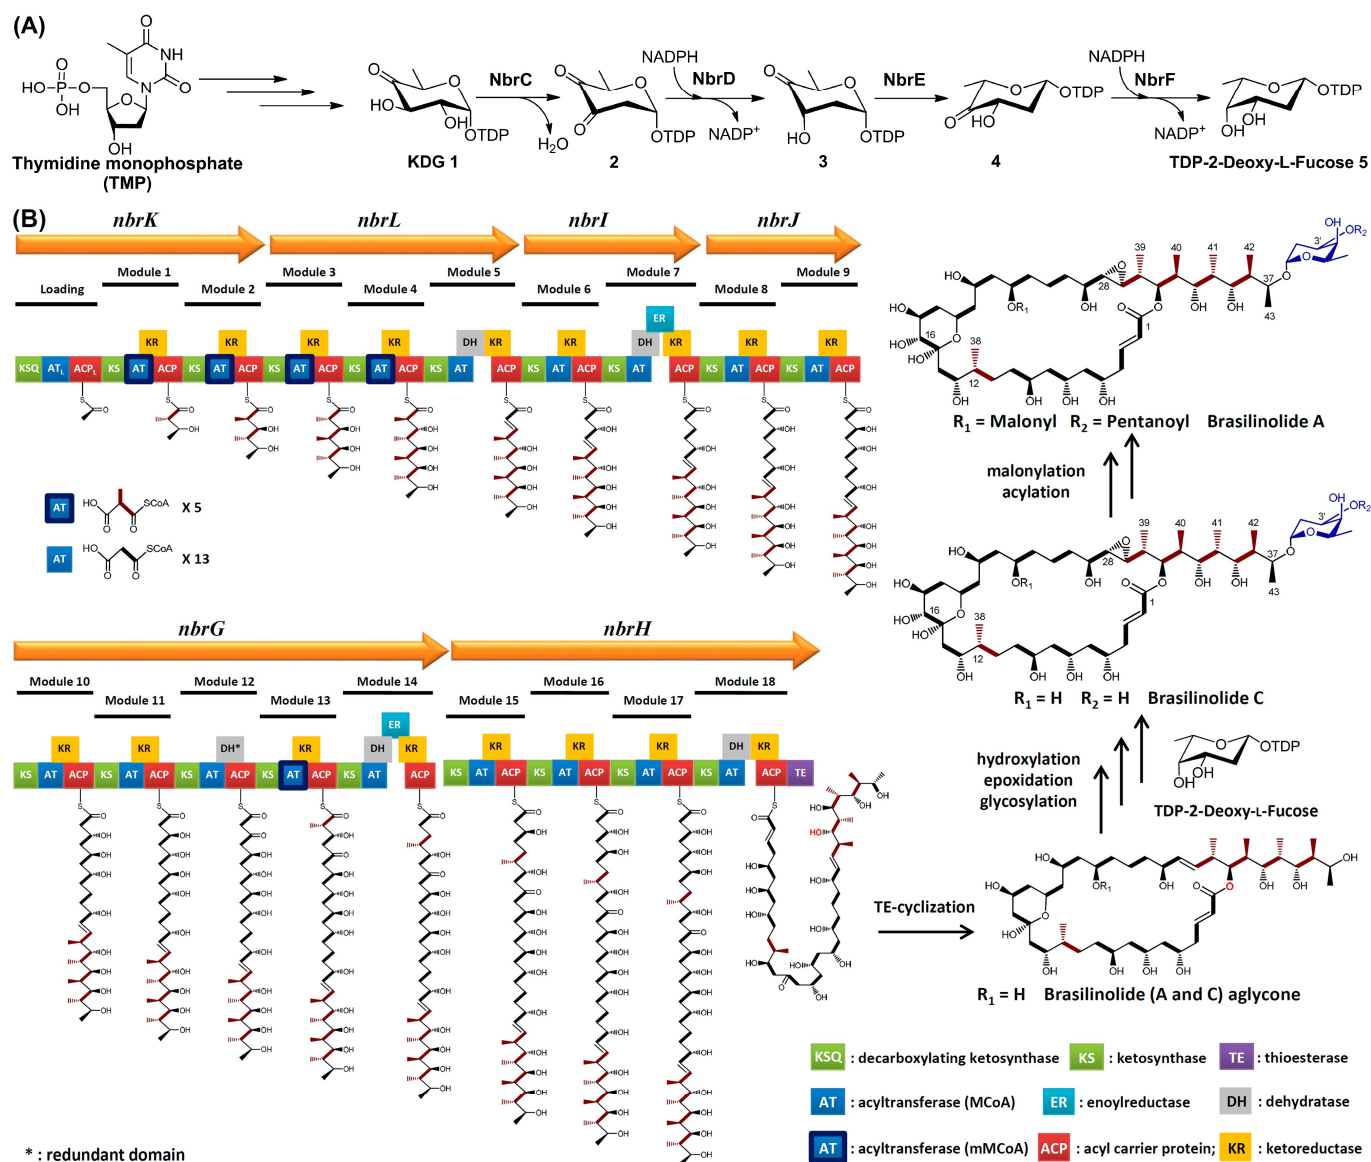 (A)
Thymidine monophosphate
(TMP)
KDG 1
NbrC
H₂O
2
NADPH
NbrD
NADP⁺
3
NbrE
4
NADPH
NbrF
NADP⁺
TDP-2-Deoxy-L-Fucose 5
(B)
nbrK
nbrL
nbrI
nbrJ
Loading
Module 1
Module 2
Module 3
Module 4
Module 5
Module 6
Module 7
Module 8
Module 9
KSQ ATL ACPL KS AT KR ACP KS AT KR ACP KS AT KR ACP KS AT KR ACP KS AT DH KR ACP KS AT KR ACP KS AT DH ER KR ACP KS AT KR ACP KS AT KR ACP
AT X 5
AT X 13
R₁ = Malonyl R₂ = Pentanoyl Brasilinolide A
malonylation
acylation
R₁ = H R₂ = H Brasilinolide C
hydroxylation
epoxidation
glycosylation
TDP-2-Deoxy-L-Fucose
nbrG
nbrH
Module 10
Module 11
Module 12
Module 13
Module 14
Module 15
Module 16
Module 17
Module 18
KS AT KR ACP KS AT KR ACP KS AT DH* ACP KS AT KR ACP KS AT DH ER KR ACP KS AT KR ACP KS AT KR ACP KS AT KR ACP KS AT DH KR ACP TE
TE-cyclization
R₁ = H Brasilinolide (A and C) aglycone
KSQ : decarboxylating ketosynthase KS : ketosynthase TE : thioesterase
AT : acyltransferase (MCoA) ER : enoylreductase DH : dehydratase
AT : acyltransferase (mMCoA) ACP : acyl carrier protein; KR : ketoreductase
* : redundant domain